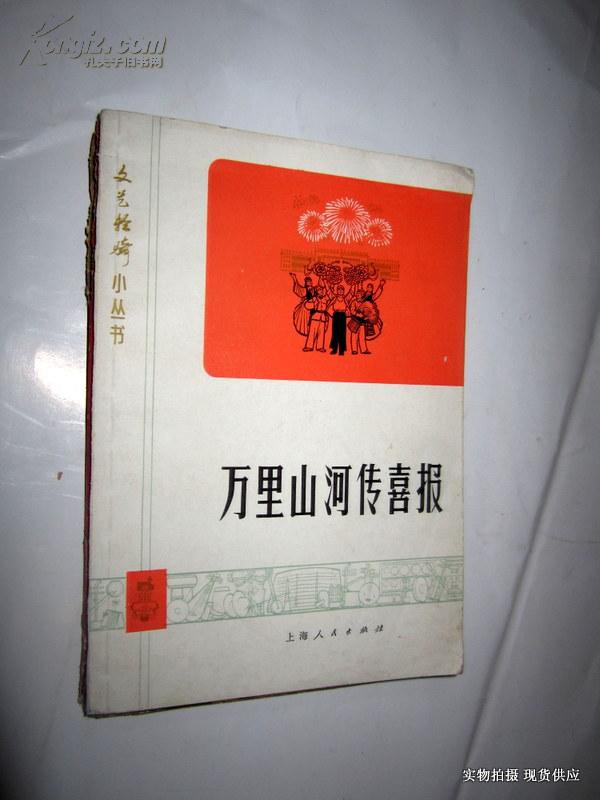 Kongfz.com
孔夫子旧书网
文艺轻骑小丛书
万里山河传喜报
上海人民出版社
实物拍摄 现货供应